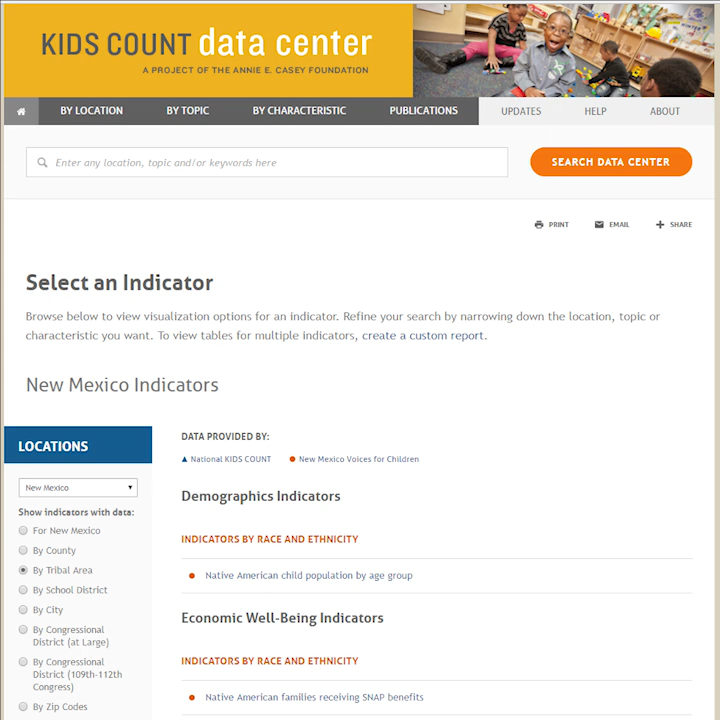 KIDS COUNT data center
A PROJECT OF THE ANNIE E. CASEY FOUNDATION
BY LOCATION BY TOPIC BY CHARACTERISTIC PUBLICATIONS UPDATES HELP ABOUT
Enter any location, topic and/or keywords here SEARCH DATA CENTER
PRINT EMAIL SHARE
Select an Indicator
Browse below to view visualization options for an indicator. Refine your search by narrowing down the location, topic or
characteristic you want. To view tables for multiple indicators, create a custom report.
New Mexico Indicators
LOCATIONS
New Mexico
Show indicators with data:
For New Mexico
By County
By Tribal Area
By School District
By City
By Congressional
District (at Large)
By Congressional
District (109th-112th
Congress)
By Zip Codes
DATA PROVIDED BY:
National KIDS COUNT New Mexico Voices for Children
Demographics Indicators
INDICATORS BY RACE AND ETHNICITY
Native American child population by age group
Economic Well-Being Indicators
INDICATORS BY RACE AND ETHNICITY
Native American families receiving SNAP benefits